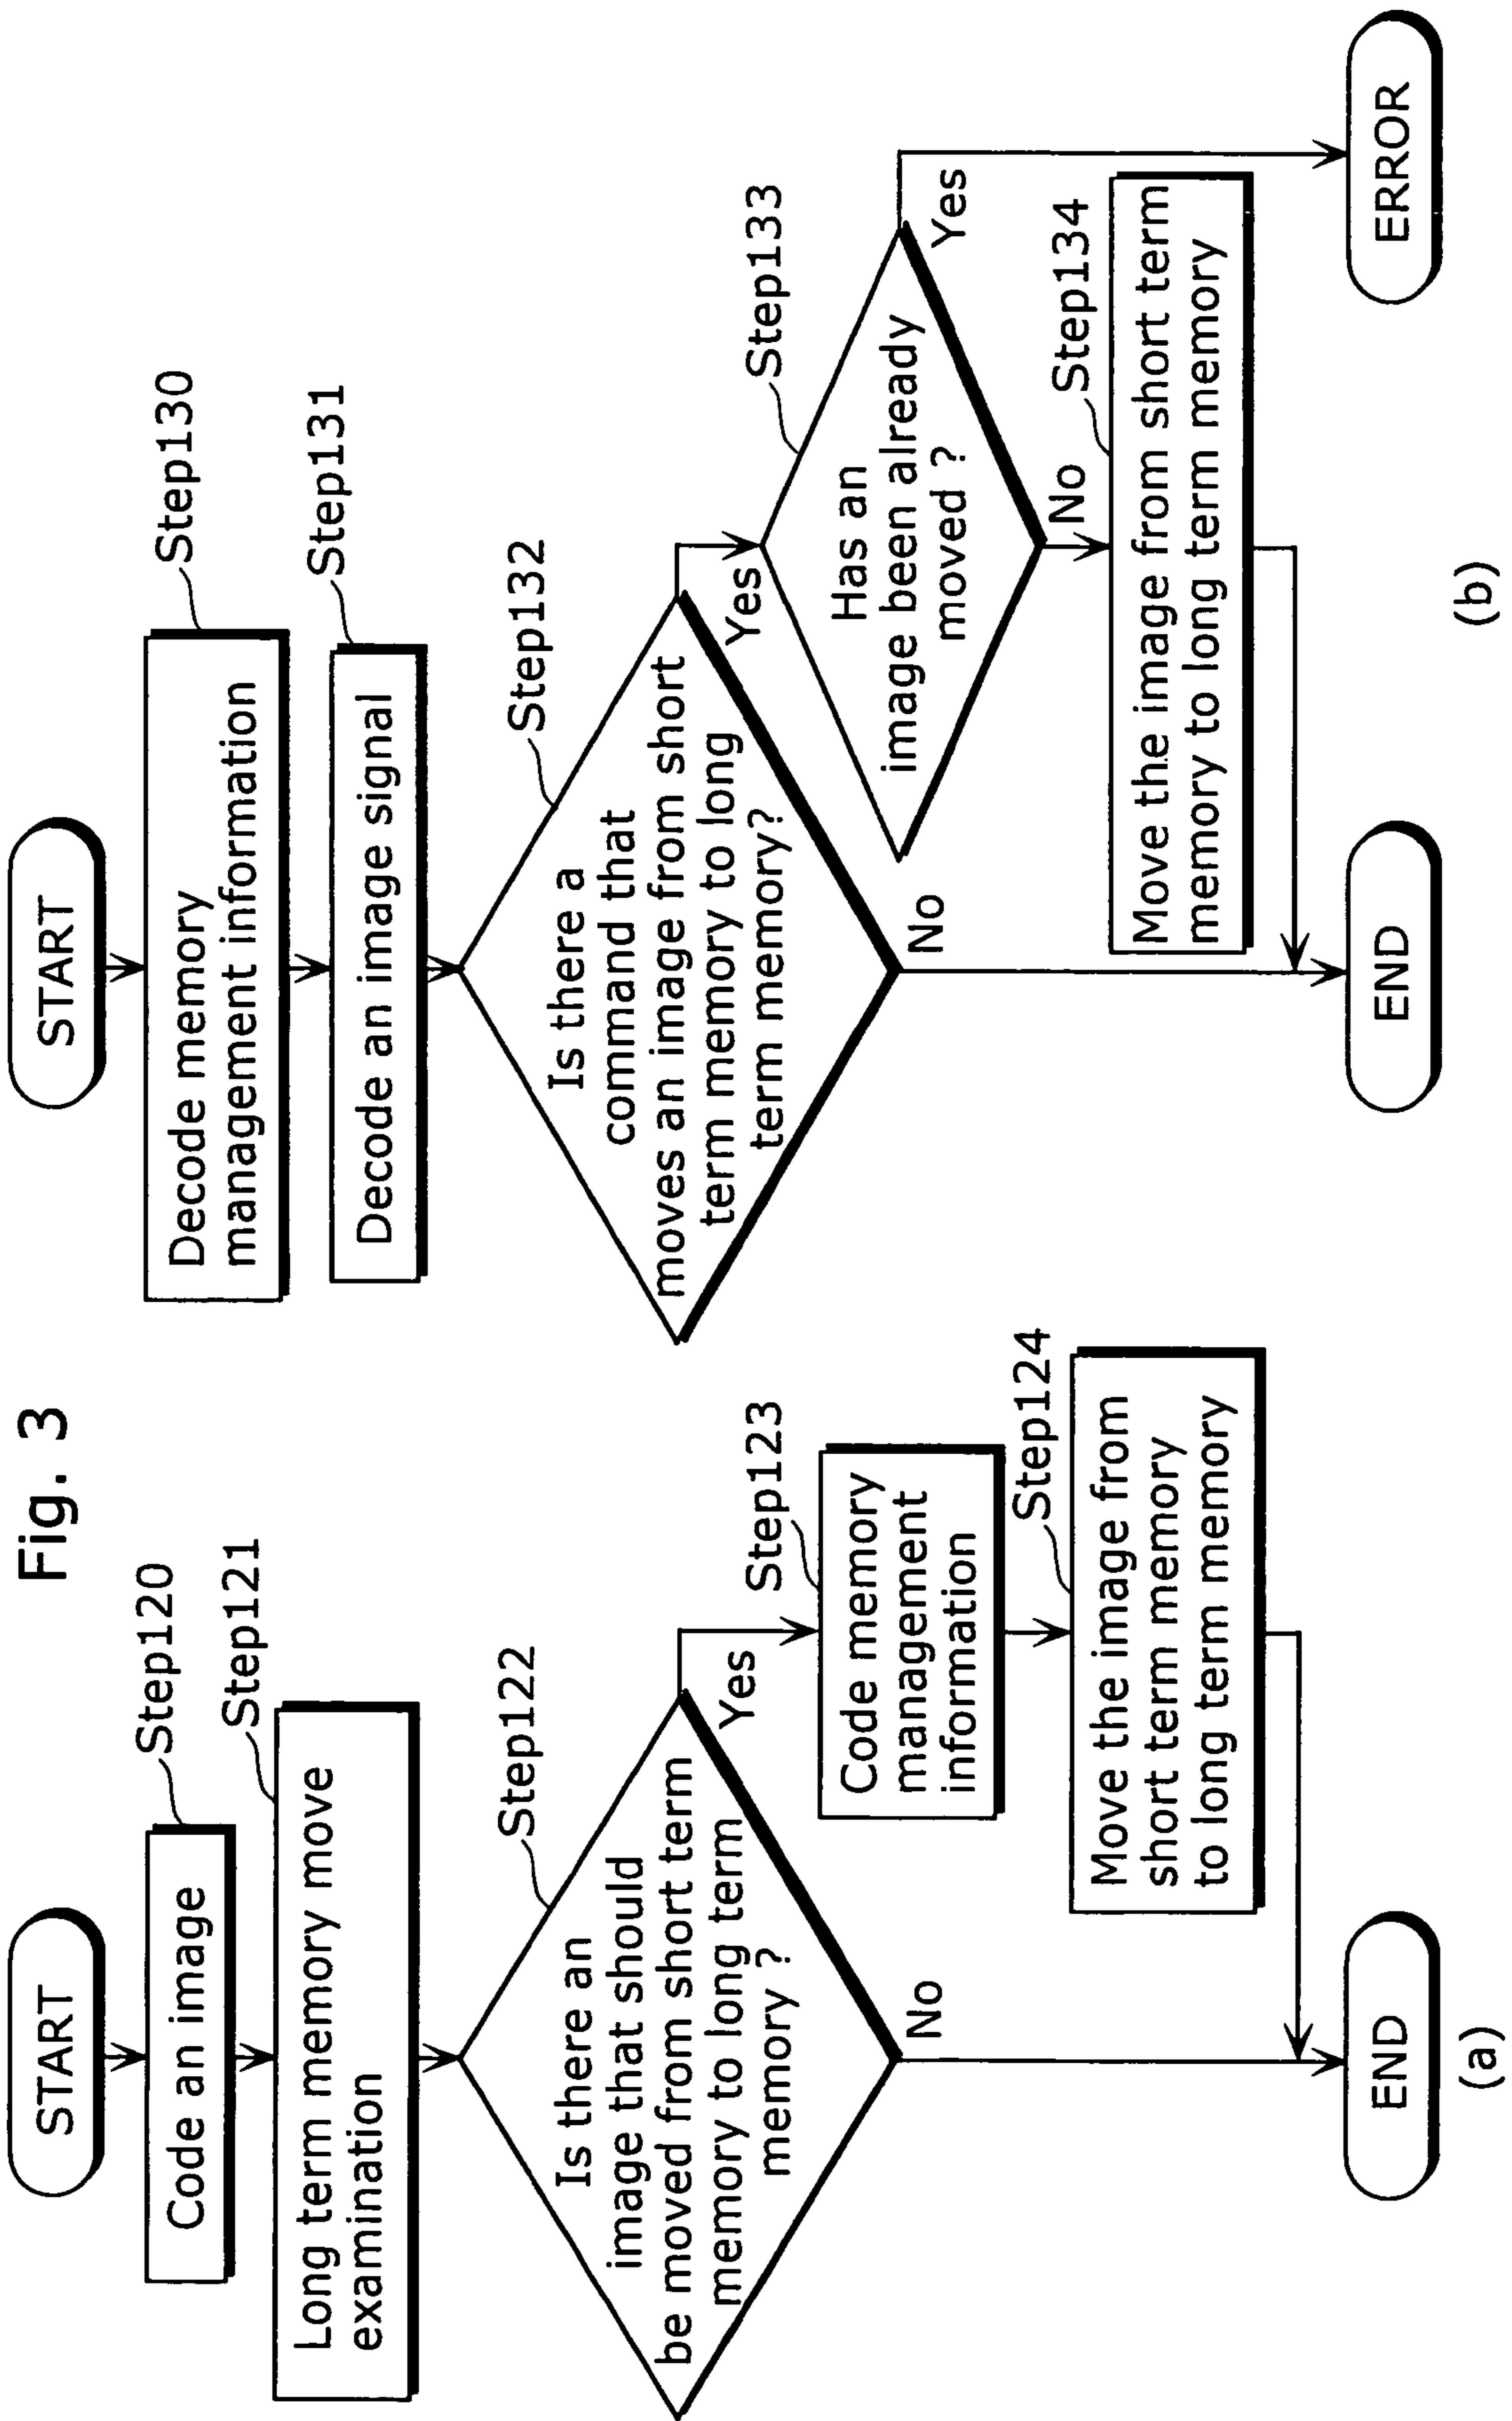 Fig. 3
START
Step120
Code an image
Step121
Long term memory move
examination
Step122
Is there an
image that should
be moved from short term
memory to long term
memory ?
Yes
No
Step123
Code memory
management
information
Step124
Move the image from
short term memory
to long term memory
END
(a)
START
Step130
Decode memory
management information
Step131
Decode an image signal
Step132
Is there a
command that
moves an image from short
term memory to long
term memory?
Yes
No
Step133
Has an
image been already
moved ?
Yes
No
Step134
Move the image from short term
memory to long term memory
END
ERROR
(b)